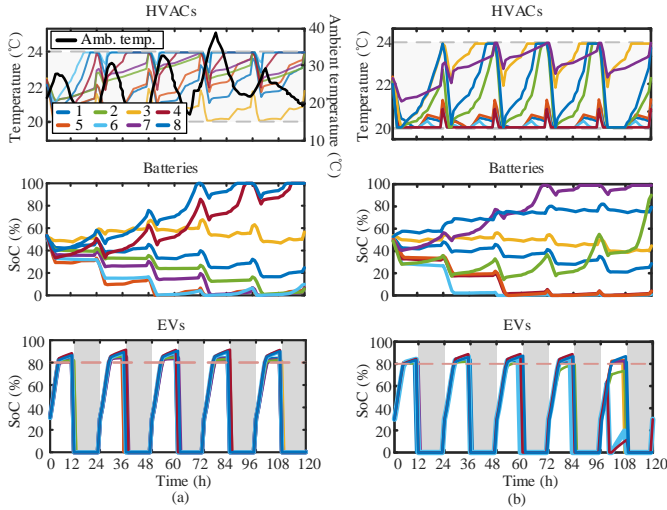 HVACs
HVACs
Temperature (℃)
24
22
20
Amb. temp.
1 2 3 4
5 6 7 8
40
30
20
10
Ambient temperature (℃)
Temperature (℃)
24
22
20
Batteries
Batteries
SoC (%)
100
80
60
40
20
0
SoC (%)
100
80
60
40
20
0
EVs
EVs
SoC (%)
100
80
60
40
20
0
0 12 24 36 48 60 72 84 96 108 120
Time (h)
(a)
SoC (%)
100
80
60
40
20
0
0 12 24 36 48 60 72 84 96 108 120
Time (h)
(b)